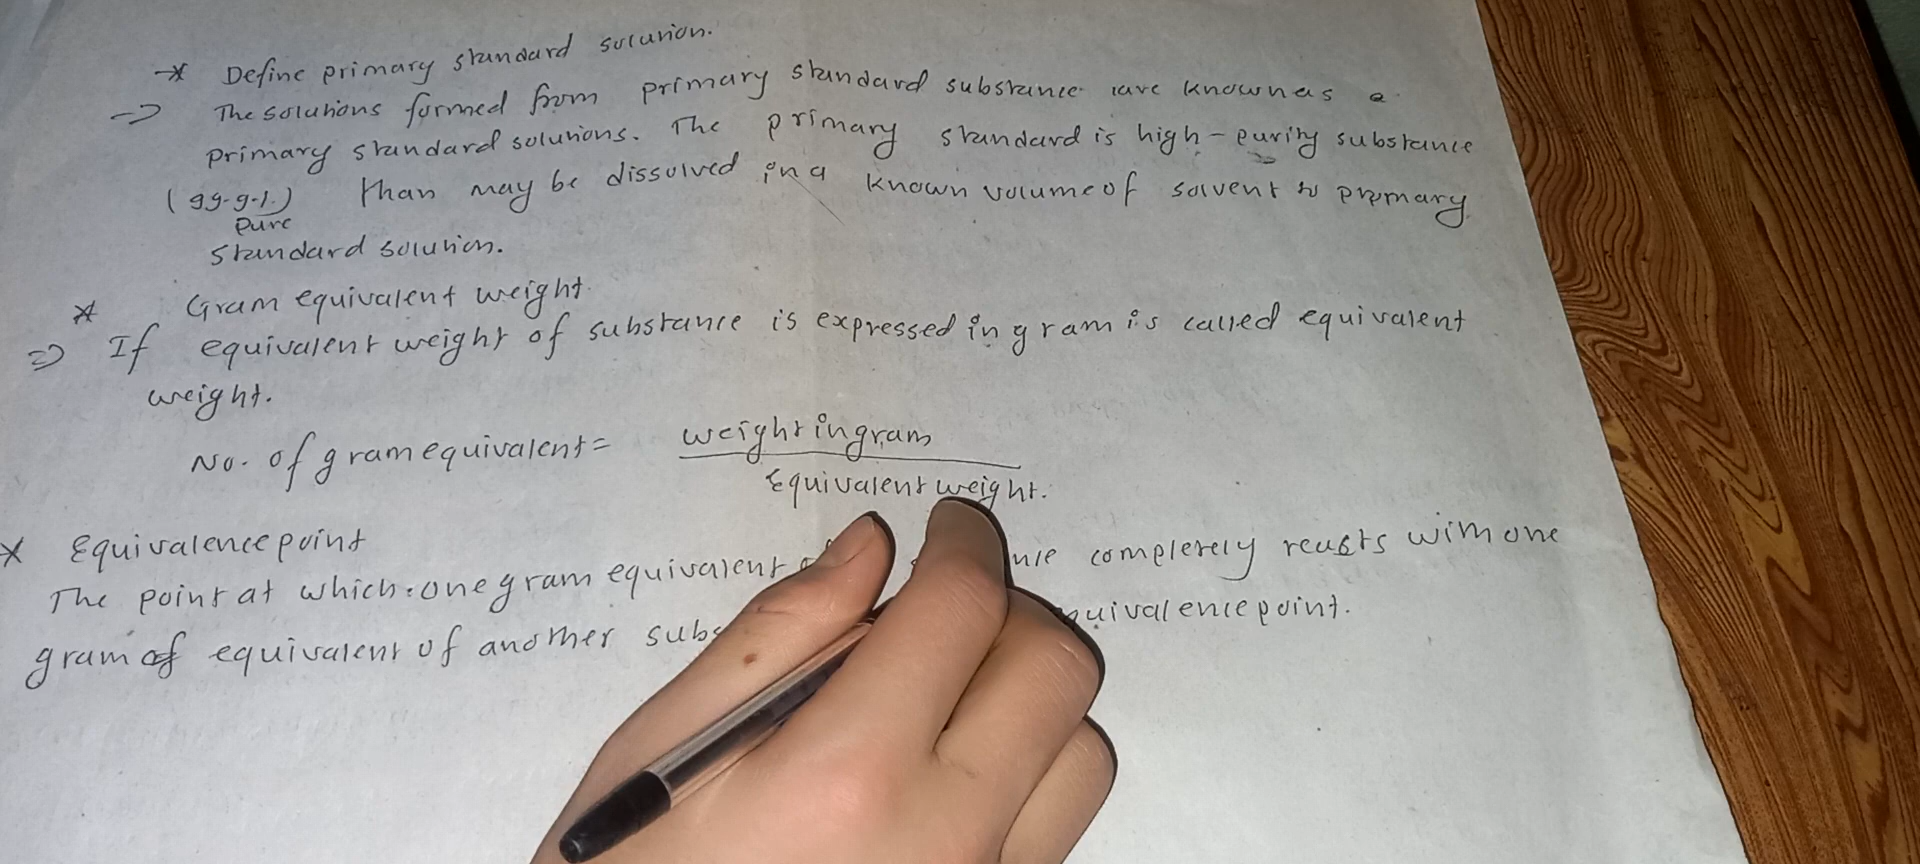 * Define primary standard solution.
→ The solutions formed from primary standard substance are known as a
primary standard solutions. The primary standard is high-purity substance
(99.9%) than may be dissolved in a known volume of solvent to primary
pure
standard solution.
* Gram equivalent weight.
⇒ If equivalent weight of substance is expressed in gram is called equivalent
weight.
No. of gram equivalent = weight in gram
Equivalent weight.
* Equivalence point
The point at which one gram equivalent completely reacts with one
gram of equivalent of another equivalence point.